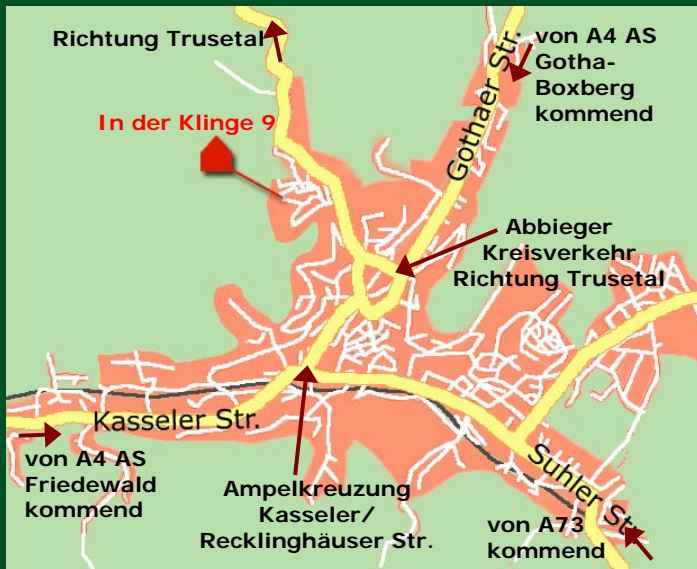 Richtung Trusetal
von A4 AS
Gotha-
Boxberg
kommend
In der Klinge 9
Gothaer Str.
Abbieger
Kreisverkehr
Richtung Trusetal
Kasseler Str.
von A4 AS
Friedewald
kommend
Ampelkreuzung
Kasseler/
Recklinghäuser Str.
Suhler Str.
von A73
kommend